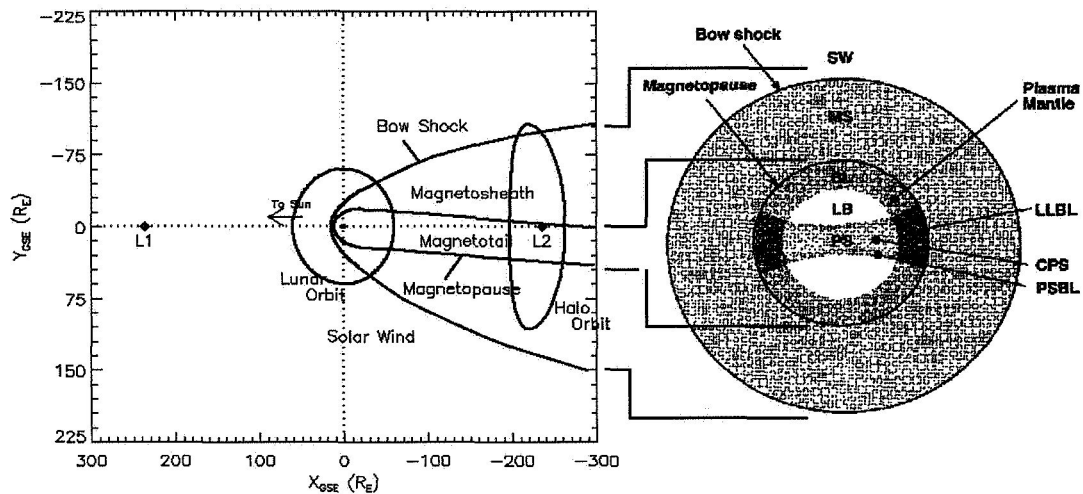 -225
-150
-75
0
75
150
225
Y_GSE (R_E)
300
200
100
0
-100
-200
-300
X_GSE (R_E)
L1
To Sun
Lunar
Orbit
Bow Shock
Magnetosheath
Magnetotail
Magnetopause
Solar Wind
L2
Halo
Orbit
Bow shock
SW
Magnetopause
Plasma
Mantle
MS
LB
LLBL
PS
CPS
PSBL